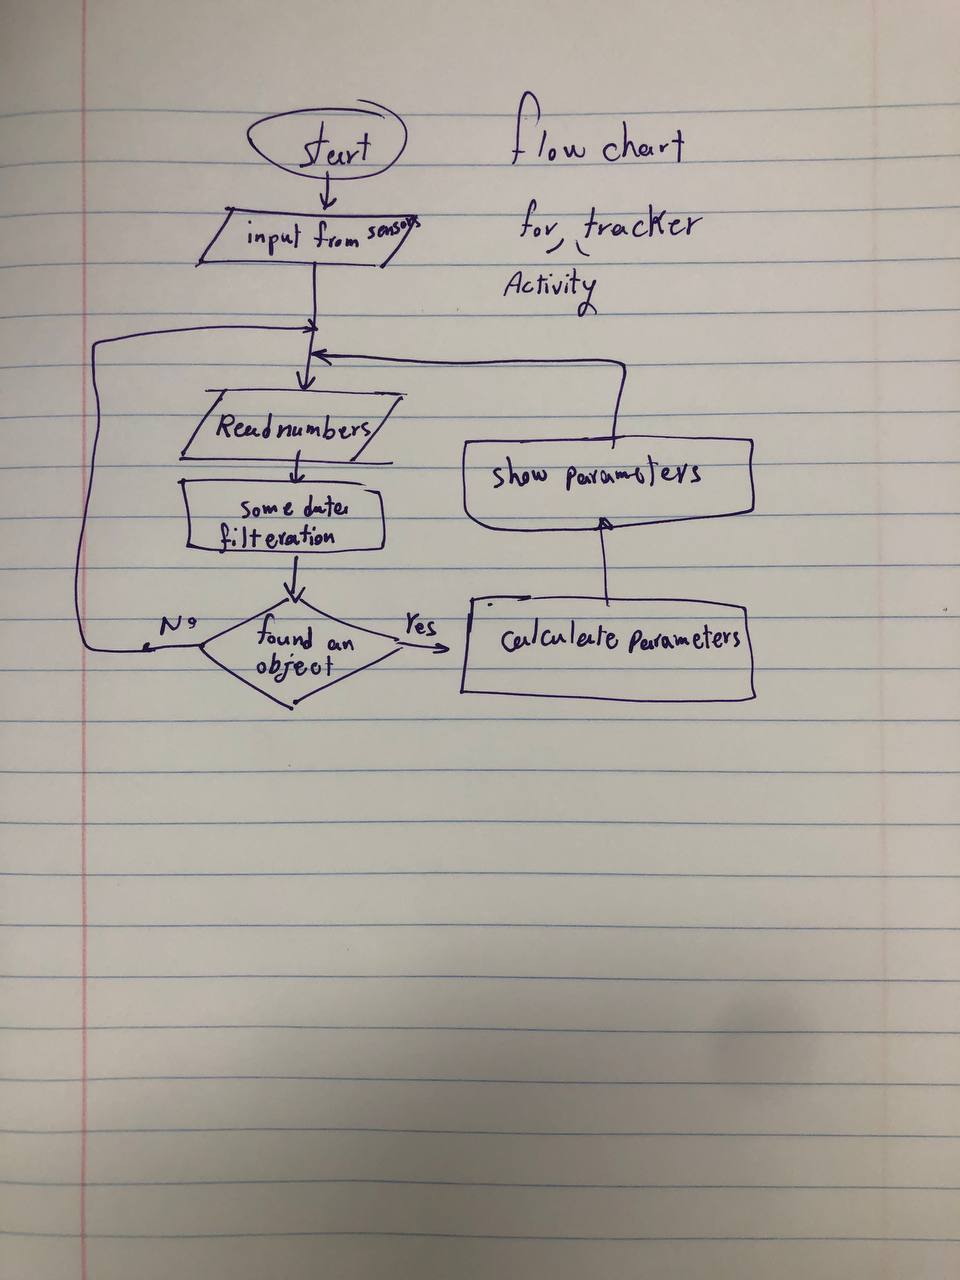 start
flow chart
input from sensors
for tracker
Activity
Read numbers
show parameters
some data
filteration
No
found an
object
Yes
calculate parameters